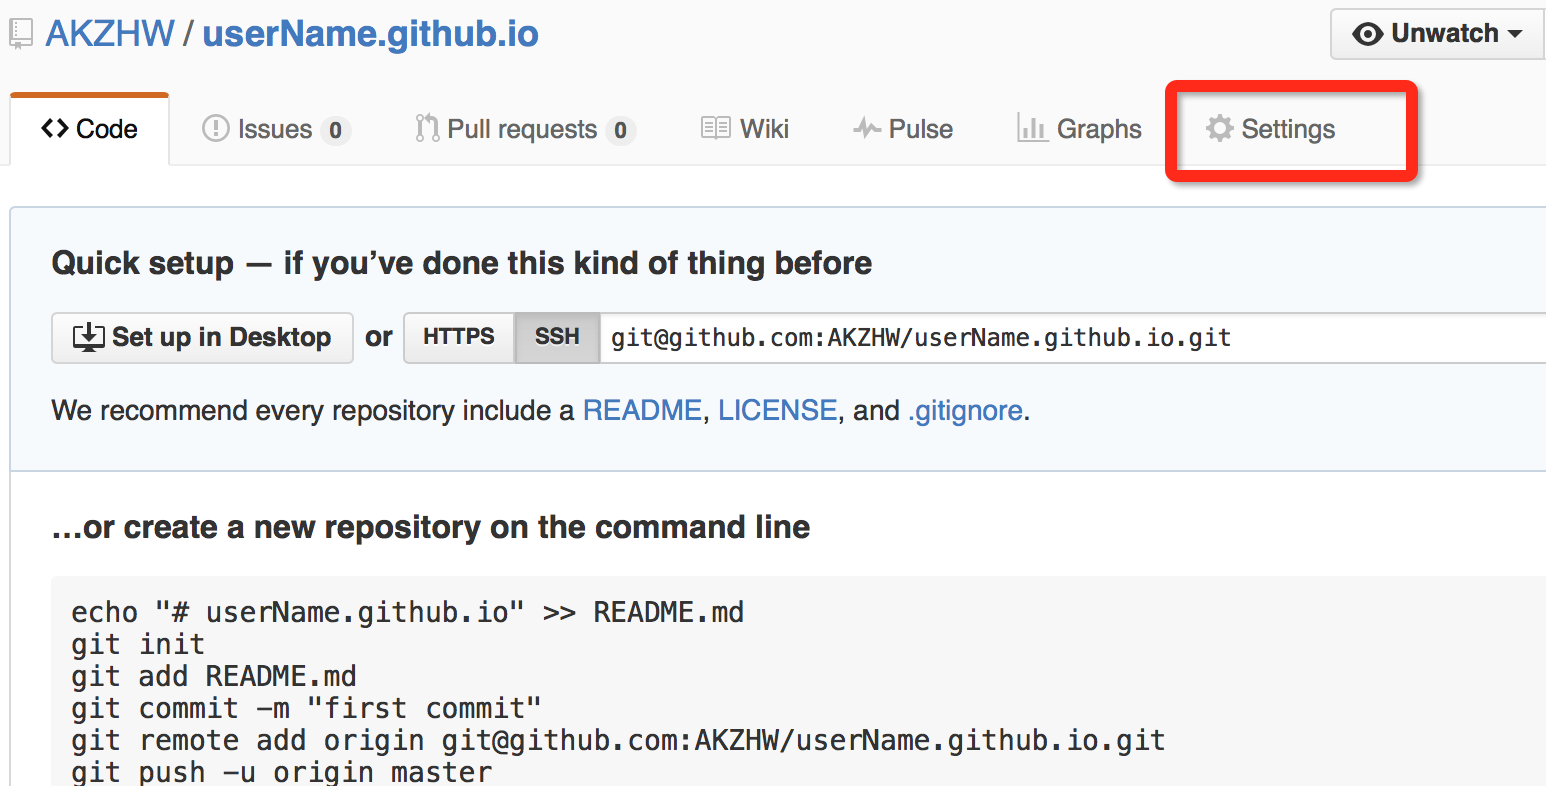 AKZHW / userName.github.io
Unwatch
Code Issues 0 Pull requests 0 Wiki Pulse Graphs Settings
Quick setup — if you’ve done this kind of thing before
Set up in Desktop or HTTPS SSH git@github.com:AKZHW/userName.github.io.git
We recommend every repository include a README, LICENSE, and .gitignore.
…or create a new repository on the command line
echo "# userName.github.io" >> README.md
git init
git add README.md
git commit -m "first commit"
git remote add origin git@github.com:AKZHW/userName.github.io.git
git push -u origin master